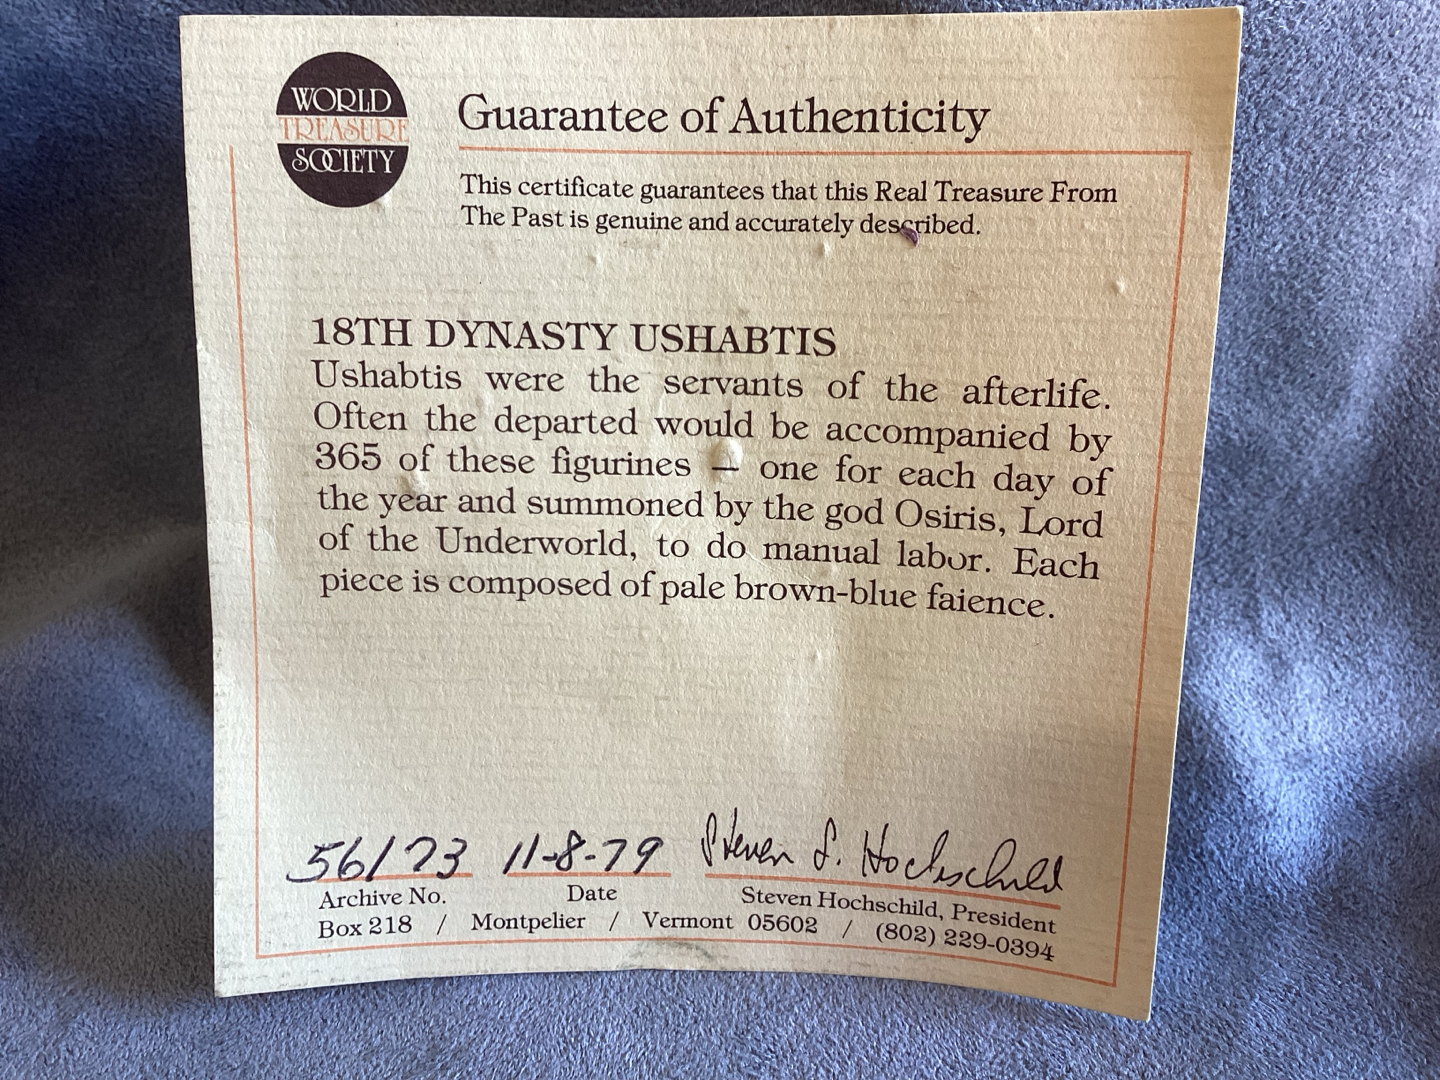 WORLD
TREASURE
SOCIETY
Guarantee of Authenticity
This certificate guarantees that this Real Treasure From
The Past is genuine and accurately described.
18TH DYNASTY USHABTIS
Ushabtis were the servants of the afterlife.
Often the departed would be accompanied by
365 of these figurines — one for each day of
the year and summoned by the god Osiris, Lord
of the Underworld, to do manual labor. Each
piece is composed of pale brown-blue faience.
56173 11-8-79 Steven S. Hochschild
Archive No. Date Steven Hochschild, President
Box 218 / Montpelier / Vermont 05602 / (802) 229-0394